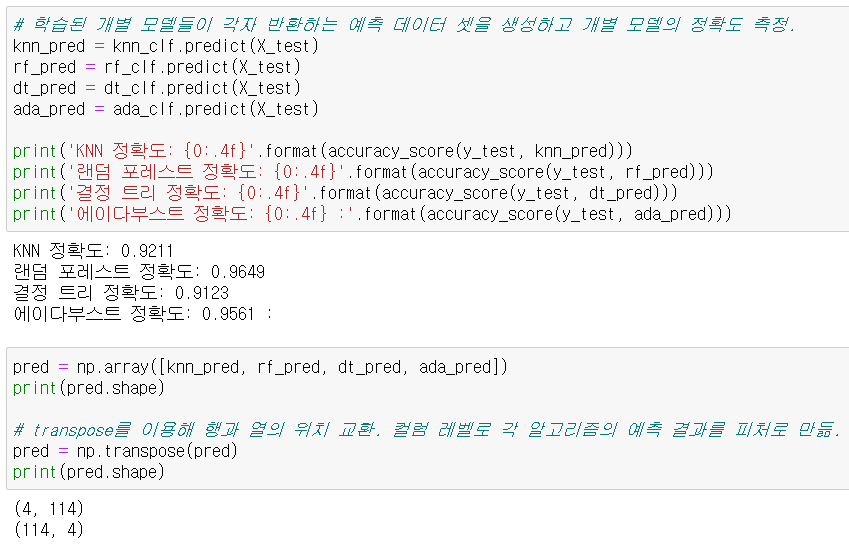 # 학습된 개별 모델들이 각자 반환하는 예측 데이터 셋을 생성하고 개별 모델의 정확도 측정.
knn_pred = knn_clf.predict(X_test)
rf_pred = rf_clf.predict(X_test)
dt_pred = dt_clf.predict(X_test)
ada_pred = ada_clf.predict(X_test)
print('KNN 정확도: {0:.4f}'.format(accuracy_score(y_test, knn_pred)))
print('랜덤 포레스트 정확도: {0:.4f}'.format(accuracy_score(y_test, rf_pred)))
print('결정 트리 정확도: {0:.4f}'.format(accuracy_score(y_test, dt_pred)))
print('에이다부스트 정확도: {0:.4f} :'.format(accuracy_score(y_test, ada_pred)))
KNN 정확도: 0.9211
랜덤 포레스트 정확도: 0.9649
결정 트리 정확도: 0.9123
에이다부스트 정확도: 0.9561 :
pred = np.array([knn_pred, rf_pred, dt_pred, ada_pred])
print(pred.shape)
# transpose를 이용해 행과 열의 위치 교환. 컬럼 레벨로 각 알고리즘의 예측 결과를 피처로 만듦.
pred = np.transpose(pred)
print(pred.shape)
(4, 114)
(114, 4)